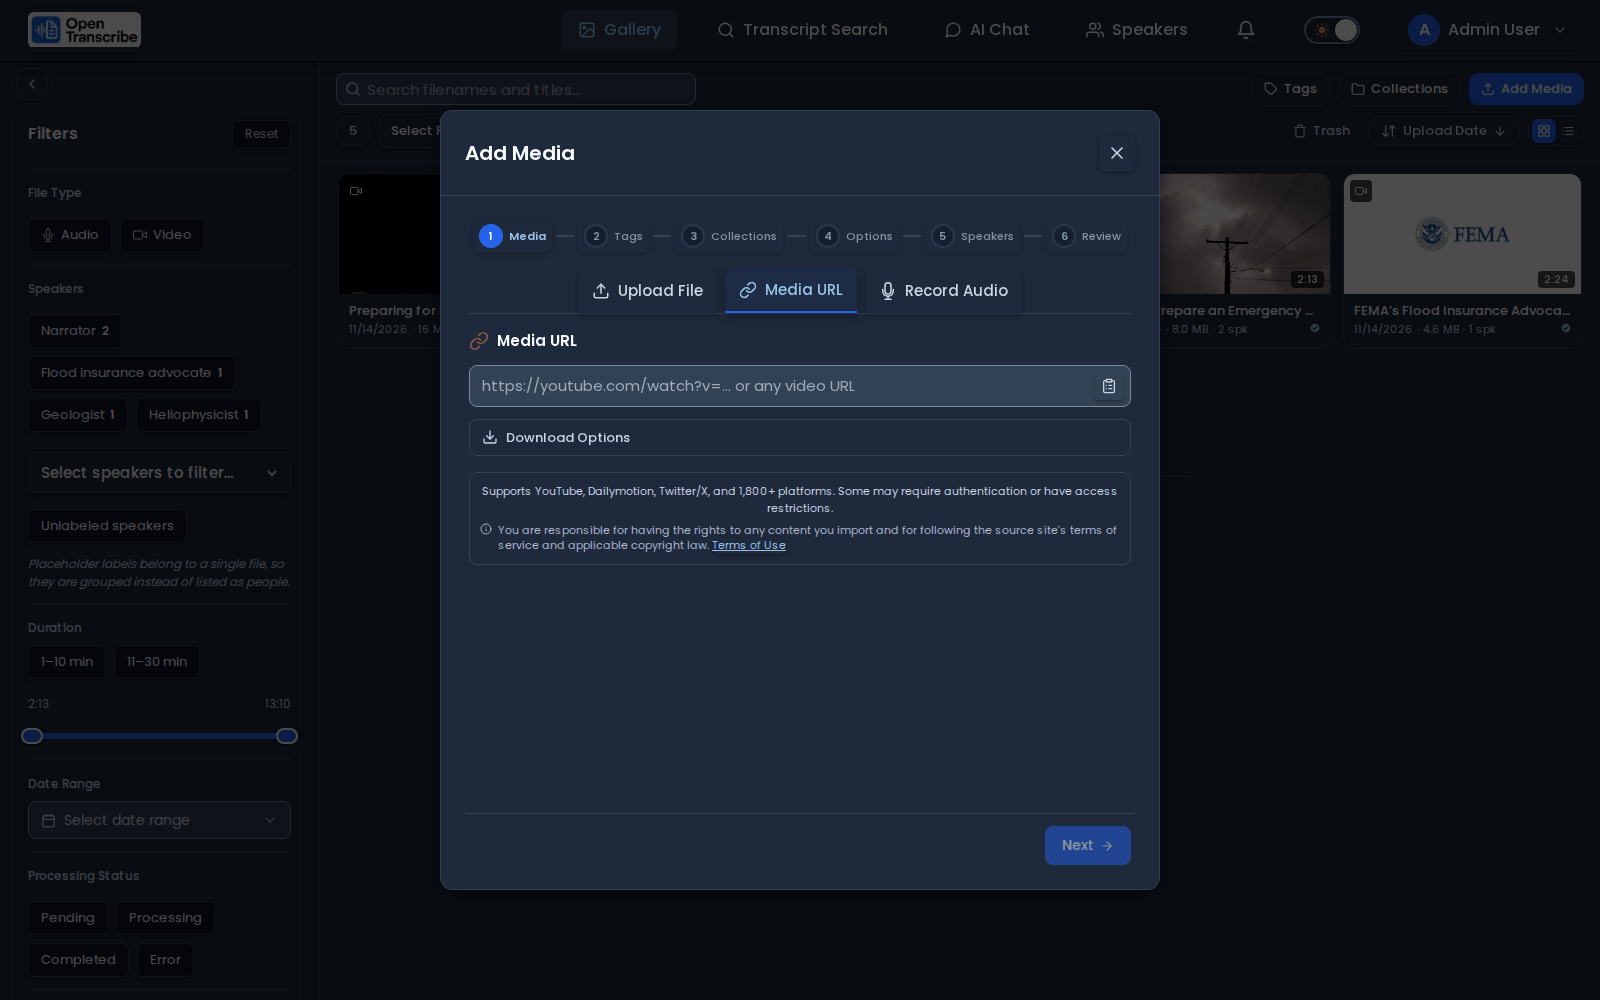 Open
Transcribe
Gallery
Transcript Search
AI Chat
Speakers
A
Admin User
Search filenames and titles...
Tags
Collections
Add Media
Filters
Reset
5
Select F
Trash
Upload Date
File Type
Audio
Video
Speakers
Narrator 2
Flood insurance advocate 1
Geologist 1
Heliophysicist 1
Select speakers to filter...
Unlabeled speakers
Placeholder labels belong to a single file, so
they are grouped instead of listed as people.
Duration
1–10 min
11–30 min
2:13
13:10
Date Range
Select date range
Processing Status
Pending
Processing
Completed
Error
Preparing for
11/14/2026 · 16 M
2:13
repare an Emergency ...
· 8.0 MB · 2 spk
FEMA
2:24
FEMA's Flood Insurance Advoca...
11/14/2026 · 4.6 MB · 1 spk
Add Media
1 Media
2 Tags
3 Collections
4 Options
5 Speakers
6 Review
Upload File
Media URL
Record Audio
Media URL
https://youtube.com/watch?v=... or any video URL
Download Options
Supports YouTube, Dailymotion, Twitter/X, and 1,800+ platforms. Some may require authentication or have access
restrictions.
You are responsible for having the rights to any content you import and for following the source site's terms of
service and applicable copyright law. Terms of Use
Next